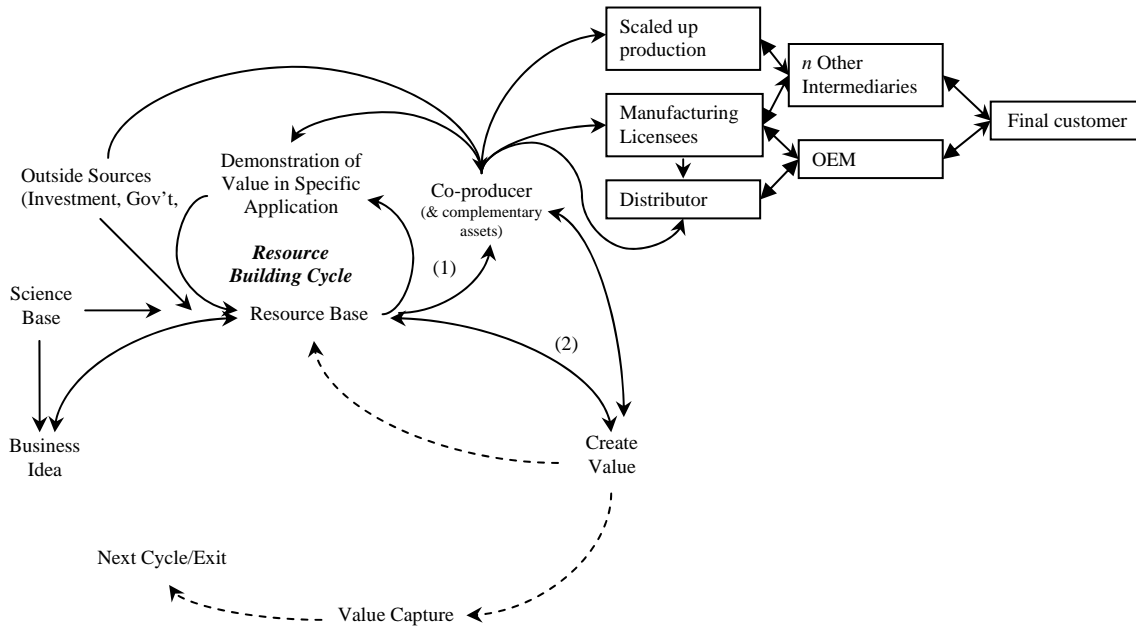 Scaled up
production
n Other
Intermediaries
Manufacturing
Licensees
Final customer
OEM
Distributor
Demonstration of
Value in Specific
Application
Outside Sources
(Investment, Gov't,
Co-producer
(& complementary
assets)
Resource
Building Cycle
(1)
Science
Base
Resource Base
(2)
Business
Idea
Create
Value
Next Cycle/Exit
Value Capture